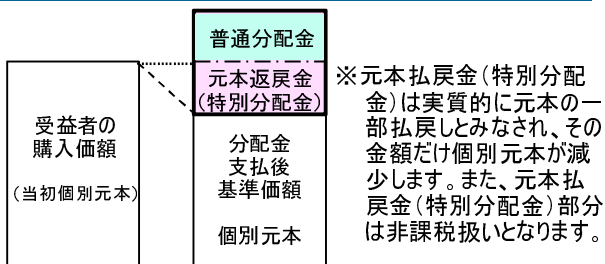 普通分配金
元本返戻金
(特別分配金)
受益者の
購入価額
(当初個別元本)
分配金
支払後
基準価額
個別元本
※元本払戻金(特別分配
金)は実質的に元本の一
部払戻しとみなされ、その
金額だけ個別元本が減
少します。また、元本払
戻金(特別分配金)部分
は非課税扱いとなります。